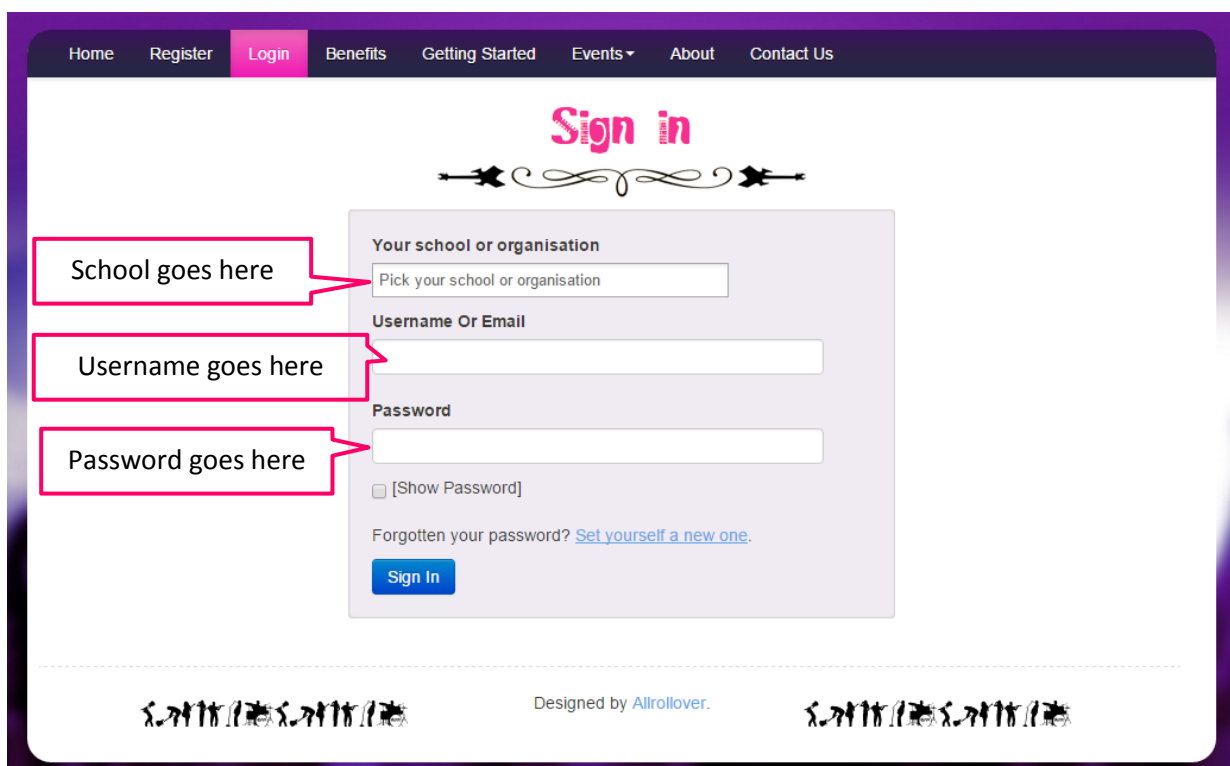 Home Register Login Benefits Getting Started Events About Contact Us
Sign in
Your school or organisation
School goes here
Pick your school or organisation
Username Or Email
Username goes here
Password
Password goes here
[Show Password]
Forgotten your password? Set yourself a new one.
Sign In
Designed by Allrollover.